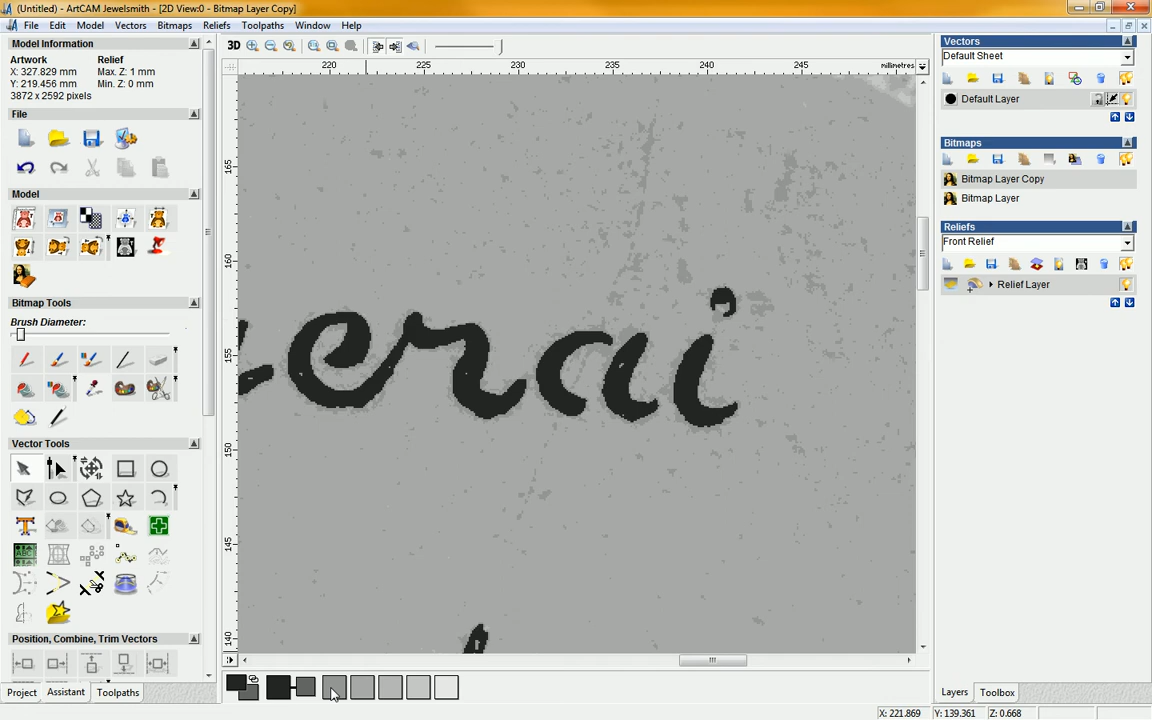 (Untitled) - ArtCAM Jewelsmith - [2D View:0 - Bitmap Layer Copy]
File Edit Models Vectors Bitmaps Reliefs Toolpaths Window Help
Model Information
Artwork Relief
X: 327.829 mm Max. Z: 1 mm
Y: 219.456 mm Min. Z: 0 mm
3872 x 2592 pixels
File
Model
Bitmap Tools
Brush Diameter:
Vector Tools
Position, Combine, Trim Vectors
Project Assistant Toolpaths
3D
220 225 230 235 240 245 millimetres
165
160
155
150
145
140
erai
Vectors
Default Sheet
Default Layer
Bitmaps
Bitmap Layer Copy
Bitmap Layer
Reliefs
Front Relief
Relief Layer
Layers Toolbox
X: 221.869 Y: 139.361 Z: 0.668